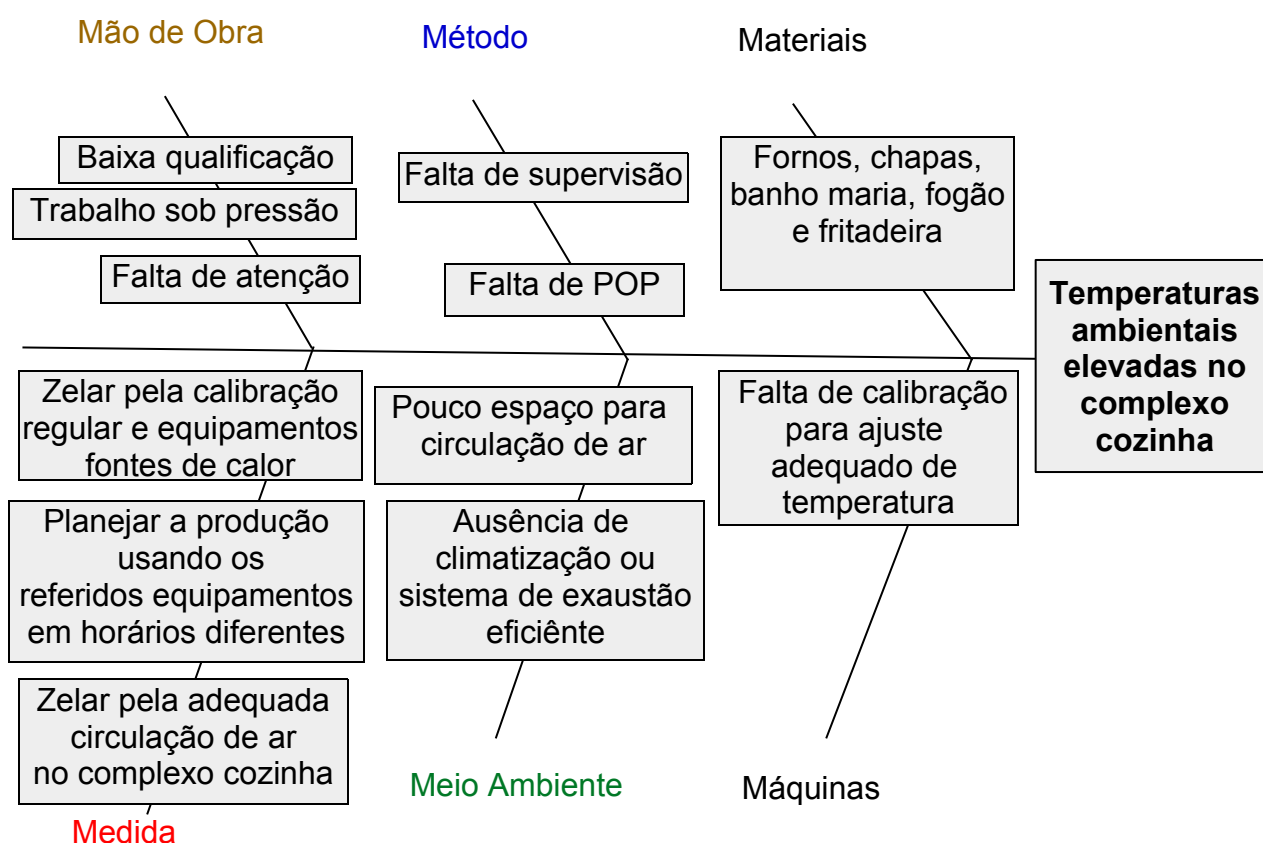 Mão de Obra
Método
Materiais
Baixa qualificação
Trabalho sob pressão
Falta de atenção
Falta de supervisão
Falta de POP
Fornos, chapas,
banho maria, fogão
e fritadeira
Temperaturas
ambientais
elevadas no
complexo
cozinha
Zelar pela calibração
regular e equipamentos
fontes de calor
Planejar a produção
usando os
referidos equipamentos
em horários diferentes
Zelar pela adequada
circulação de ar
no complexo cozinha
Pouco espaço para
circulação de ar
Ausência de
climatização ou
sistema de exaustão
eficiênte
Falta de calibração
para ajuste
adequado de
temperatura
Medida
Meio Ambiente
Máquinas